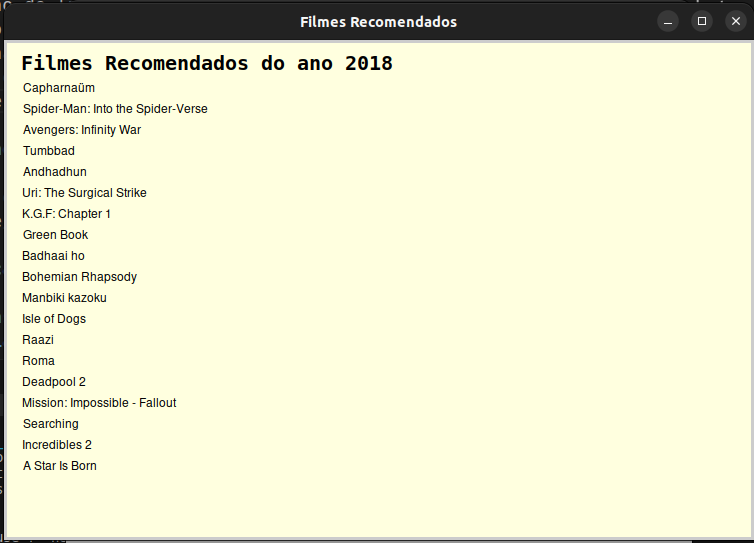 Filmes Recomendados
Filmes Recomendados do ano 2018
Capharnaüm
Spider-Man: Into the Spider-Verse
Avengers: Infinity War
Tumbbad
Andhadhun
Uri: The Surgical Strike
K.G.F: Chapter 1
Green Book
Badhaai ho
Bohemian Rhapsody
Manbiki kazoku
Isle of Dogs
Raazi
Roma
Deadpool 2
Mission: Impossible - Fallout
Searching
Incredibles 2
A Star Is Born